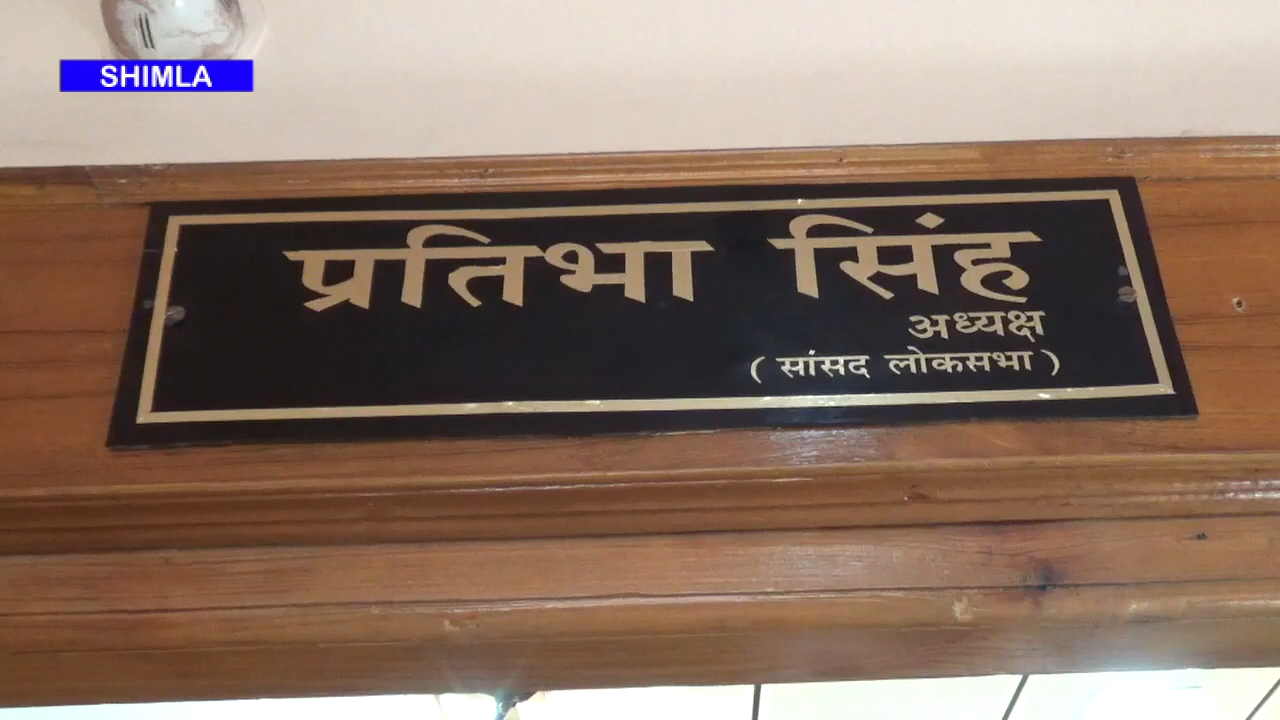 SHIMLA
प्रतिभा सिंह
अध्यक्ष
( सांसद लोकसभा )